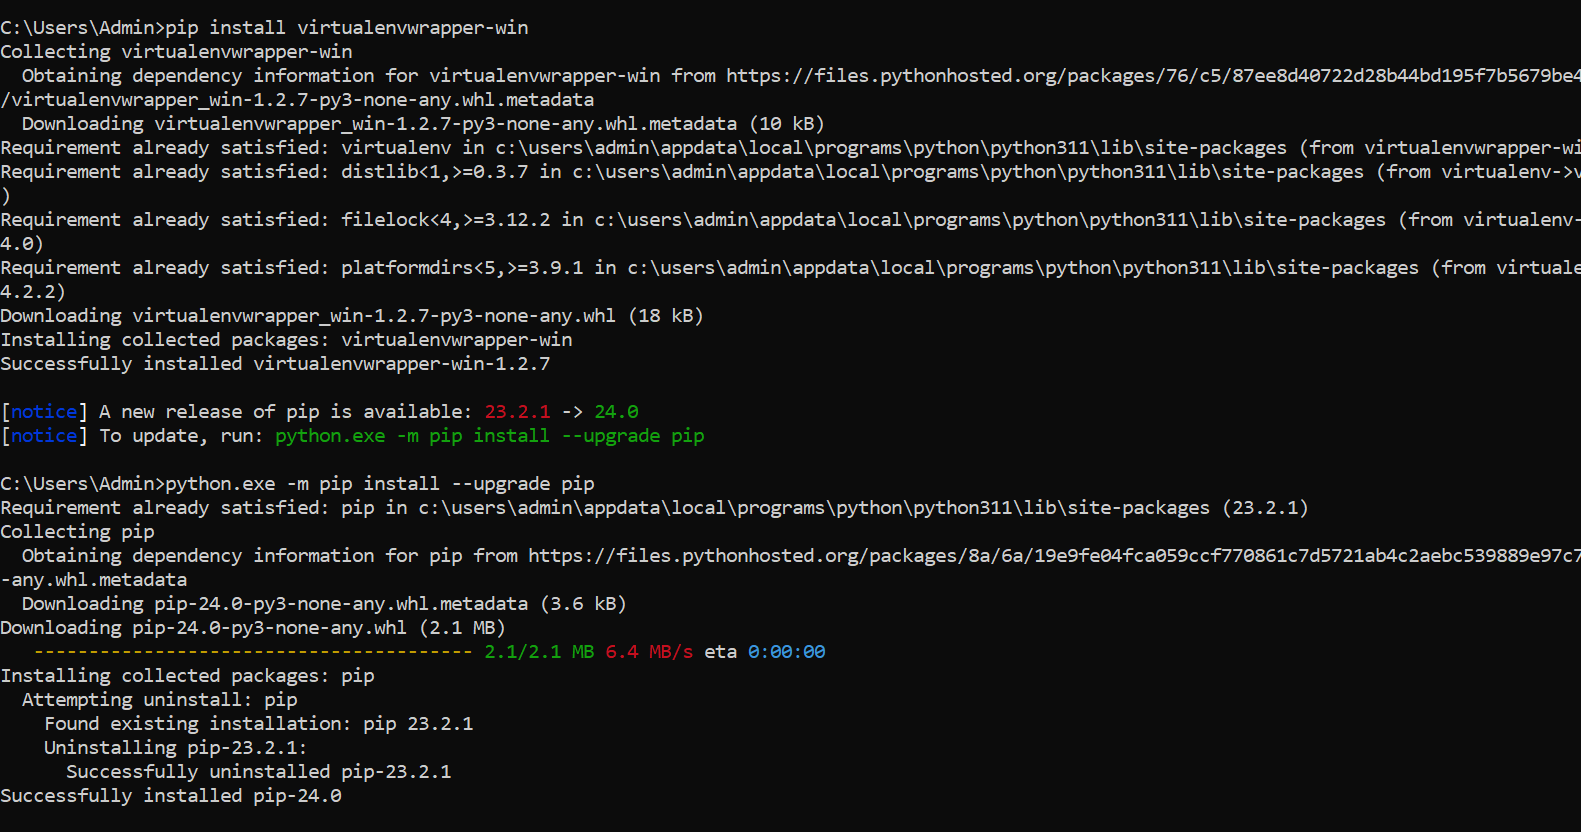 C:\Users\Admin>pip install virtualenvwrapper-win
Collecting virtualenvwrapper-win
  Obtaining dependency information for virtualenvwrapper-win from https://files.pythonhosted.org/packages/76/c5/87ee8d40722d28b44bd195f7b5679be4
/virtualenvwrapper_win-1.2.7-py3-none-any.whl.metadata
  Downloading virtualenvwrapper_win-1.2.7-py3-none-any.whl.metadata (10 kB)
Requirement already satisfied: virtualenv in c:\users\admin\appdata\local\programs\python\python311\lib\site-packages (from virtualenvwrapper-wi
Requirement already satisfied: distlib<1,>=0.3.7 in c:\users\admin\appdata\local\programs\python\python311\lib\site-packages (from virtualenv->v
)
Requirement already satisfied: filelock<4,>=3.12.2 in c:\users\admin\appdata\local\programs\python\python311\lib\site-packages (from virtualenv-
4.0)
Requirement already satisfied: platformdirs<5,>=3.9.1 in c:\users\admin\appdata\local\programs\python\python311\lib\site-packages (from virtuale
4.2.2)
Downloading virtualenvwrapper_win-1.2.7-py3-none-any.whl (18 kB)
Installing collected packages: virtualenvwrapper-win
Successfully installed virtualenvwrapper-win-1.2.7
[notice] A new release of pip is available: 23.2.1 -> 24.0
[notice] To update, run: python.exe -m pip install --upgrade pip
C:\Users\Admin>python.exe -m pip install --upgrade pip
Requirement already satisfied: pip in c:\users\admin\appdata\local\programs\python\python311\lib\site-packages (23.2.1)
Collecting pip
  Obtaining dependency information for pip from https://files.pythonhosted.org/packages/8a/6a/19e9fe04fca059ccf770861c7d5721ab4c2aebc539889e97c7
-any.whl.metadata
  Downloading pip-24.0-py3-none-any.whl.metadata (3.6 kB)
Downloading pip-24.0-py3-none-any.whl (2.1 MB)
   ---------------------------------------- 2.1/2.1 MB 6.4 MB/s eta 0:00:00
Installing collected packages: pip
  Attempting uninstall: pip
    Found existing installation: pip 23.2.1
    Uninstalling pip-23.2.1:
      Successfully uninstalled pip-23.2.1
Successfully installed pip-24.0